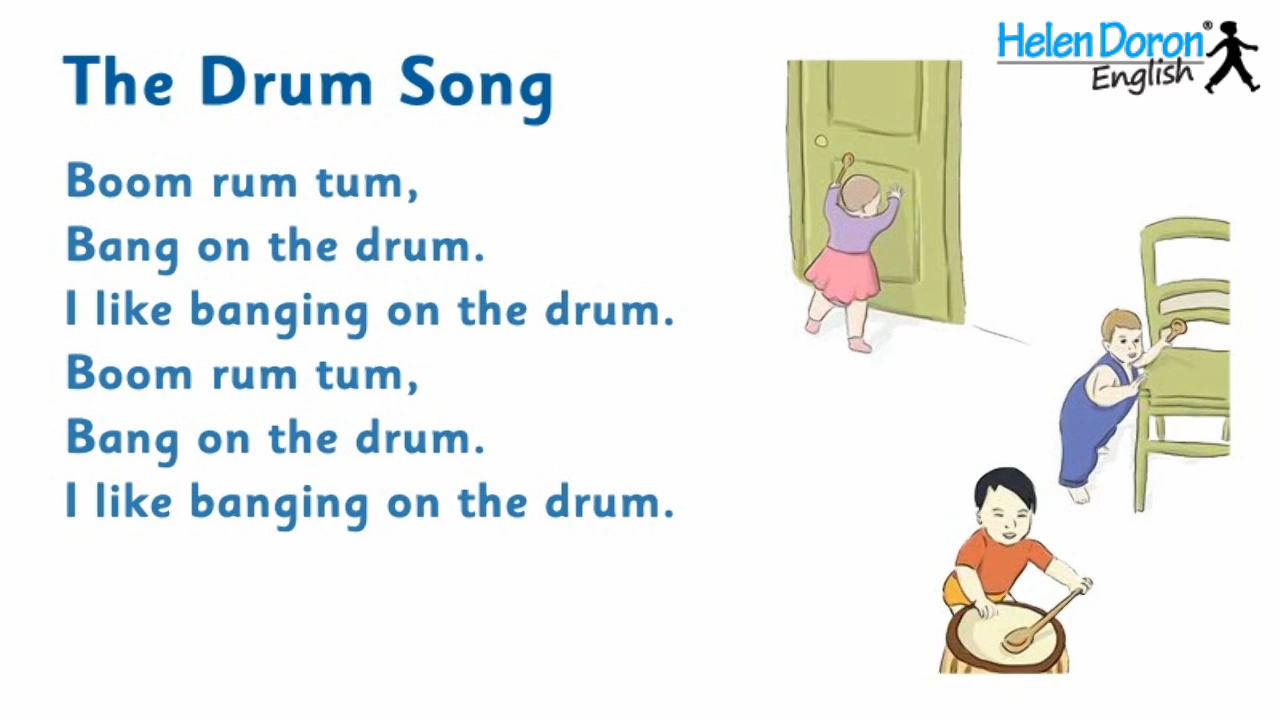 The Drum Song
Boom rum tum,
Bang on the drum.
I like banging on the drum.
Boom rum tum,
Bang on the drum.
I like banging on the drum.
Helen Doron®
English